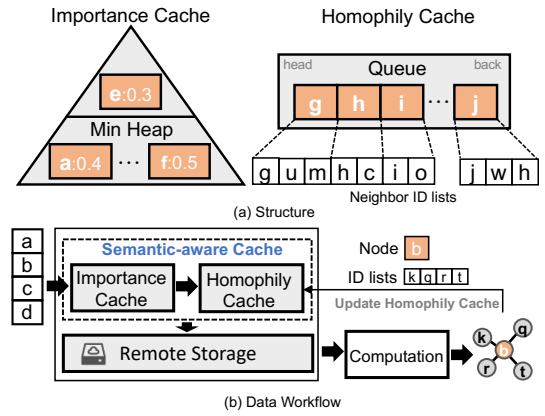 Importance Cache
Homophily Cache
head
Queue
back
e:0.3
Min Heap
a:0.4 ... f:0.5
g h i ... j
g u m h c i o
j w h
Neighbor ID lists
(a) Structure
a
b
c
d
Semantic-aware Cache
Importance
Cache
Homophily
Cache
Remote Storage
Node b
ID lists k q r t
Update Homophily Cache
Computation
k
q
b
r
t
(b) Data Workflow